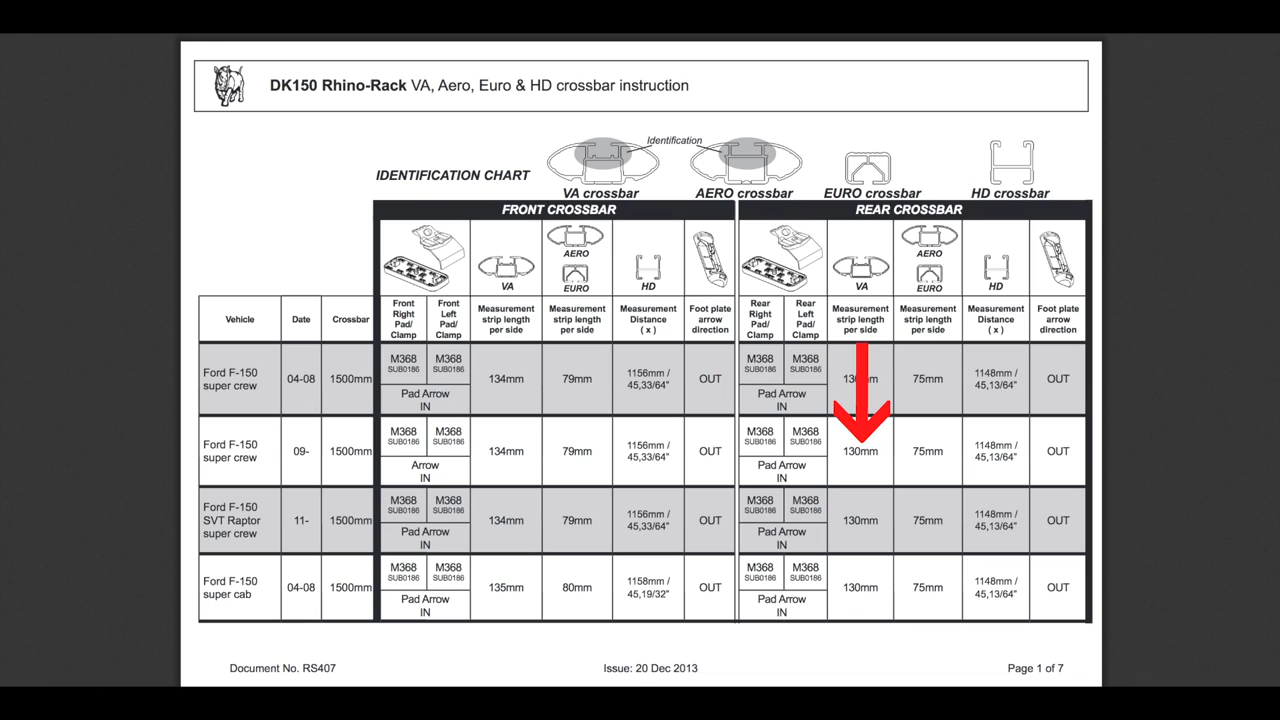 DK150 Rhino-Rack VA, Aero, Euro & HD crossbar instruction
Identification
IDENTIFICATION CHART
VA crossbar AERO crossbar EURO crossbar HD crossbar
FRONT CROSSBAR REAR CROSSBAR
AERO AERO
VA EURO HD VA EURO HD
Vehicle
Date
Crossbar
Front
Right
Pad/
Clamp
Front
Left
Pad/
Clamp
Measurement
strip length
per side
Measurement
strip length
per side
Measurement
Distance
( x )
Foot plate
arrow
direction
Rear
Right
Pad/
Clamp
Rear
Left
Pad/
Clamp
Measurement
strip length
per side
Measurement
strip length
per side
Measurement
Distance
( x )
Foot plate
arrow
direction
Ford F-150
super crew
04-08
1500mm
M368
SUB0186
M368
SUB0186
Pad Arrow
IN
134mm
79mm
1156mm /
45,33/64"
OUT
M368
SUB0186
M368
SUB0186
Pad Arrow
IN
75mm
1148mm /
45,13/64"
OUT
Ford F-150
super crew
09-
1500mm
M368
SUB0186
M368
SUB0186
Arrow
IN
134mm
79mm
1156mm /
45,33/64"
OUT
M368
SUB0186
M368
SUB0186
Pad Arrow
IN
130mm
75mm
1148mm /
45,13/64"
OUT
Ford F-150
SVT Raptor
super crew
11-
1500mm
M368
SUB0186
M368
SUB0186
Pad Arrow
IN
134mm
79mm
1156mm /
45,33/64"
OUT
M368
SUB0186
M368
SUB0186
Pad Arrow
IN
130mm
75mm
1148mm /
45,13/64"
OUT
Ford F-150
super cab
04-08
1500mm
M368
SUB0186
M368
SUB0186
Pad Arrow
IN
135mm
80mm
1158mm /
45,19/32"
OUT
M368
SUB0186
M368
SUB0186
Pad Arrow
IN
130mm
75mm
1148mm /
45,13/64"
OUT
Document No. RS407 Issue: 20 Dec 2013 Page 1 of 7